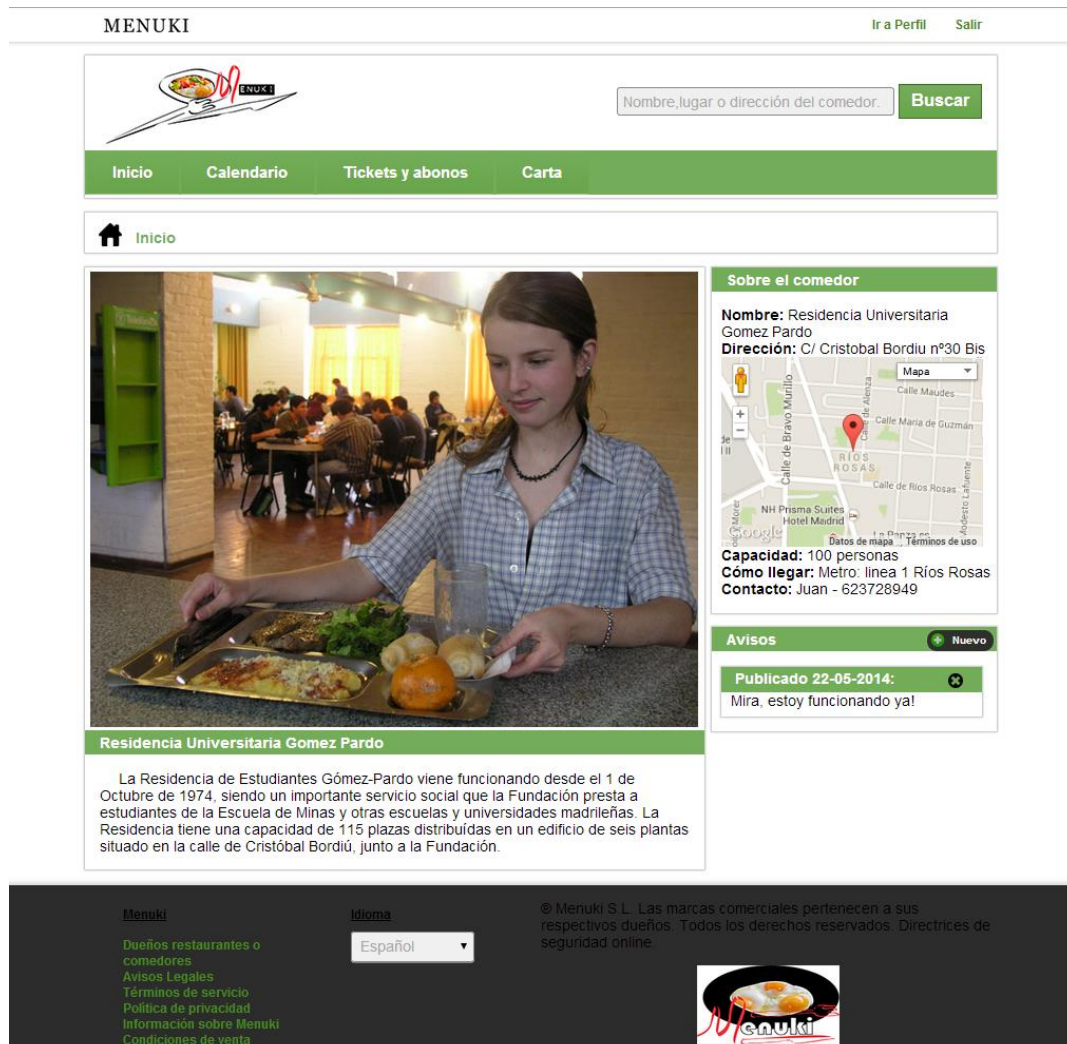 MENUKI
Ir a Perfil Salir
MENUKI
Nombre,lugar o dirección del comedor.
Buscar
Inicio Calendario Tickets y abonos Carta
Inicio
Sobre el comedor
Nombre: Residencia Universitaria
Gomez Pardo
Dirección: C/ Cristobal Bordiu nº30 Bis
Mapa
Calle Maudes
Calle de Bravo Murillo
Calle de Alenza
Calle Maria de Guzmán
RÍOS
ROSAS
Calle de Rios Rosas
Modesto Lafuente
NH Prisma Suites
Hotel Madrid
Google
Datos de mapa Términos de uso
Capacidad: 100 personas
Cómo llegar: Metro: linea 1 Ríos Rosas
Contacto: Juan - 623728949
Avisos
Nuevo
Publicado 22-05-2014:
Mira, estoy funcionando ya!
Residencia Universitaria Gomez Pardo
La Residencia de Estudiantes Gómez-Pardo viene funcionando desde el 1 de
Octubre de 1974, siendo un importante servicio social que la Fundación presta a
estudiantes de la Escuela de Minas y otras escuelas y universidades madrileñas. La
Residencia tiene una capacidad de 115 plazas distribuídas en un edificio de seis plantas
situado en la calle de Cristóbal Bordiú, junto a la Fundación.
Menuki
Dueños restaurantes o
comedores
Avisos Legales
Términos de servicio
Política de privacidad
Información sobre Menuki
Condiciones de venta
Idioma
Español
® Menuki S.L. Las marcas comerciales pertenecen a sus
respectivos dueños. Todos los derechos reservados. Directrices de
seguridad online.
Menuki